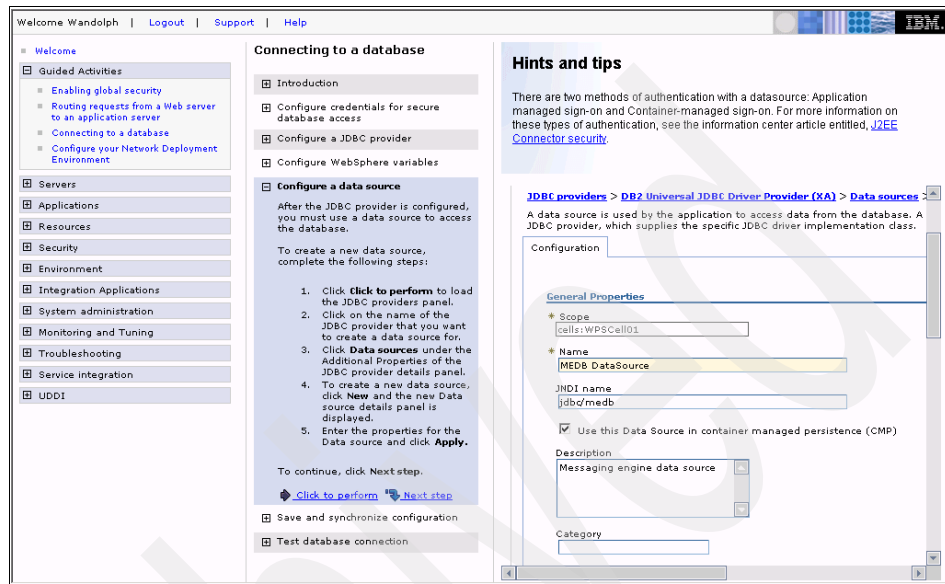 Welcome Wandolph | Logout | Support | Help
IBM.
Welcome
Guided Activities
Enabling global security
Routing requests from a Web server
to an application server
Connecting to a database
Configure your Network Deployment
Environment
Servers
Applications
Resources
Security
Environment
Integration Applications
System administration
Monitoring and Tuning
Troubleshooting
Service integration
UDDI
Connecting to a database
Introduction
Configure credentials for secure
database access
Configure a JDBC provider
Configure WebSphere variables
Configure a data source
After the JDBC provider is configured,
you must use a data source to access
the database.
To create a new data source,
complete the following steps:
1. Click Click to perform to load
the JDBC providers panel.
2. Click on the name of the
JDBC provider that you want
to create a data source for.
3. Click Data sources under the
Additional Properties of the
JDBC provider details panel.
4. To create a new data source,
click New and the new Data
source details panel is
displayed.
5. Enter the properties for the
Data source and click Apply.
To continue, click Next step.
Click to perform Next step
Save and synchronize configuration
Test database connection
Hints and tips
There are two methods of authentication with a datasource: Application
managed sign-on and Container-managed sign-on. For more information on
these types of authentication, see the information center article entitled, J2EE
Connector security.
JDBC providers > DB2 Universal JDBC Driver Provider (XA) > Data sources >
A data source is used by the application to access data from the database. A
JDBC provider, which supplies the specific JDBC driver implementation class.
Configuration
General Properties
* Scope
cells:WPSCell01
* Name
MEDB DataSource
JNDI name
jdbc/medb
Use this Data Source in container managed persistence (CMP)
Description
Messaging engine data source
Category